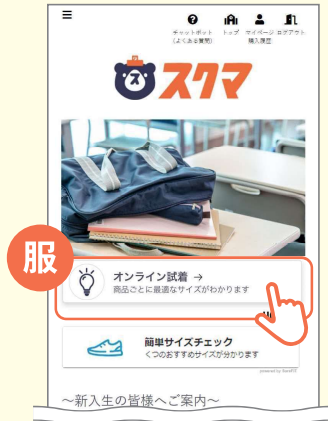 チャットボット トップ マイページ ログアウト
(よくある質問) 購入履歴
スクマ
服
オンライン試着 →
商品ごとに最適なサイズがわかります
簡単サイズチェック
くつのおすすめサイズが分かります
～新入生の皆様へご案内～